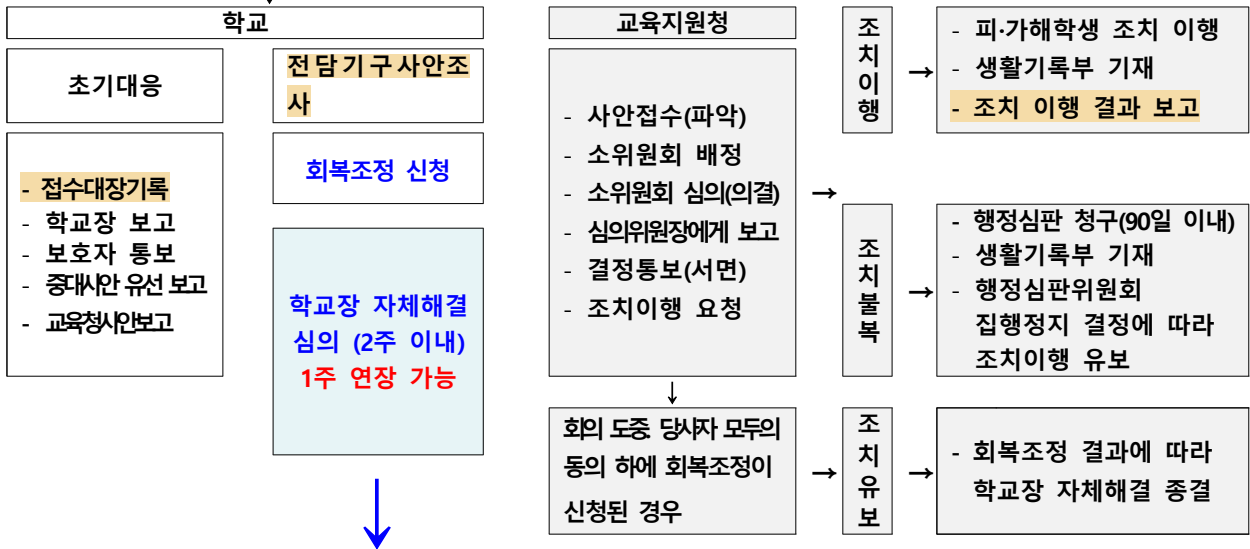 학교
초기대응
- 접수대장기록
- 학교장 보고
- 보호자 통보
- 중대사안 유선 보고
- 교육청사안보고
전담기구사안조
사
회복조정 신청
학교장 자체해결
심의 (2주 이내)
1주 연장 가능
교육지원청
- 사안접수(파악)
- 소위원회 배정
- 소위원회 심의(의결)
- 심의위원장에게 보고
- 결정통보(서면)
- 조치이행 요청
↓
회의 도중 당사자 모두의
동의 하에 회복조정이
신청된 경우
→
조
치
이
행
→
- 피·가해학생 조치 이행
- 생활기록부 기재
- 조치 이행 결과 보고
조
치
불
복
→
- 행정심판 청구(90일 이내)
- 생활기록부 기재
- 행정심판위원회
집행정지 결정에 따라
조치이행 유보
→
조
치
유
보
→
- 회복조정 결과에 따라
학교장 자체해결 종결